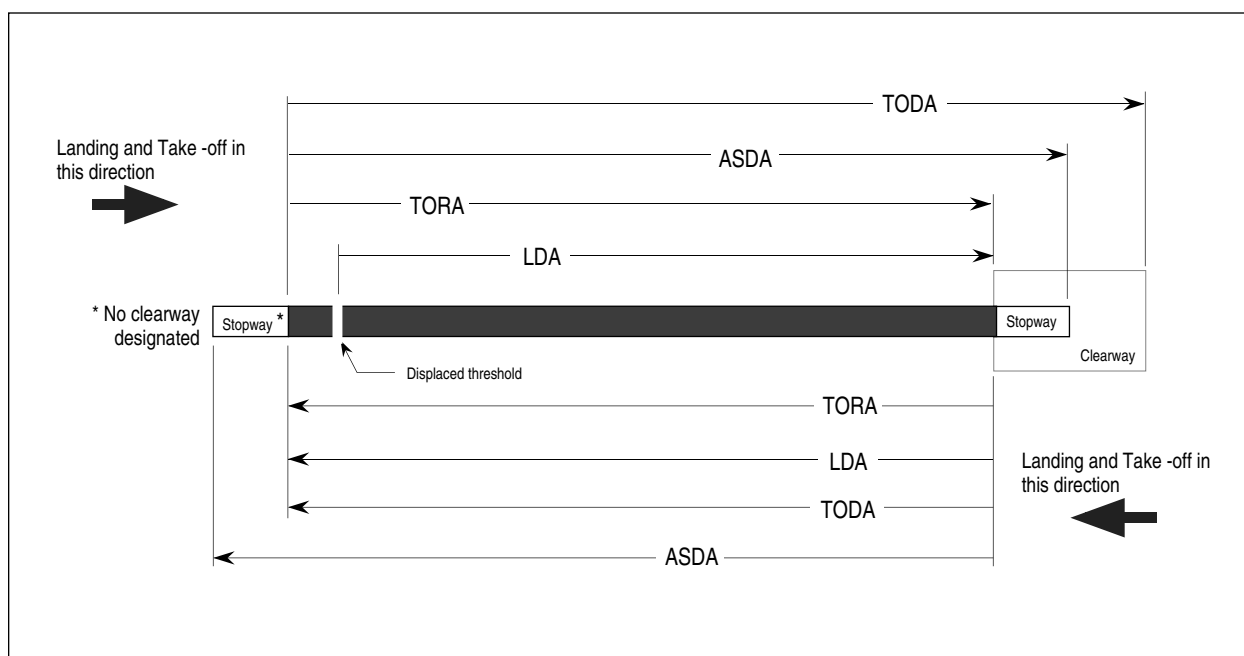 TODA
Landing and Take -off in
this direction
ASDA
TORA
LDA
* No clearway
designated
Stopway *
Stopway
Clearway
Displaced threshold
TORA
LDA
Landing and Take -off in
this direction
TODA
ASDA